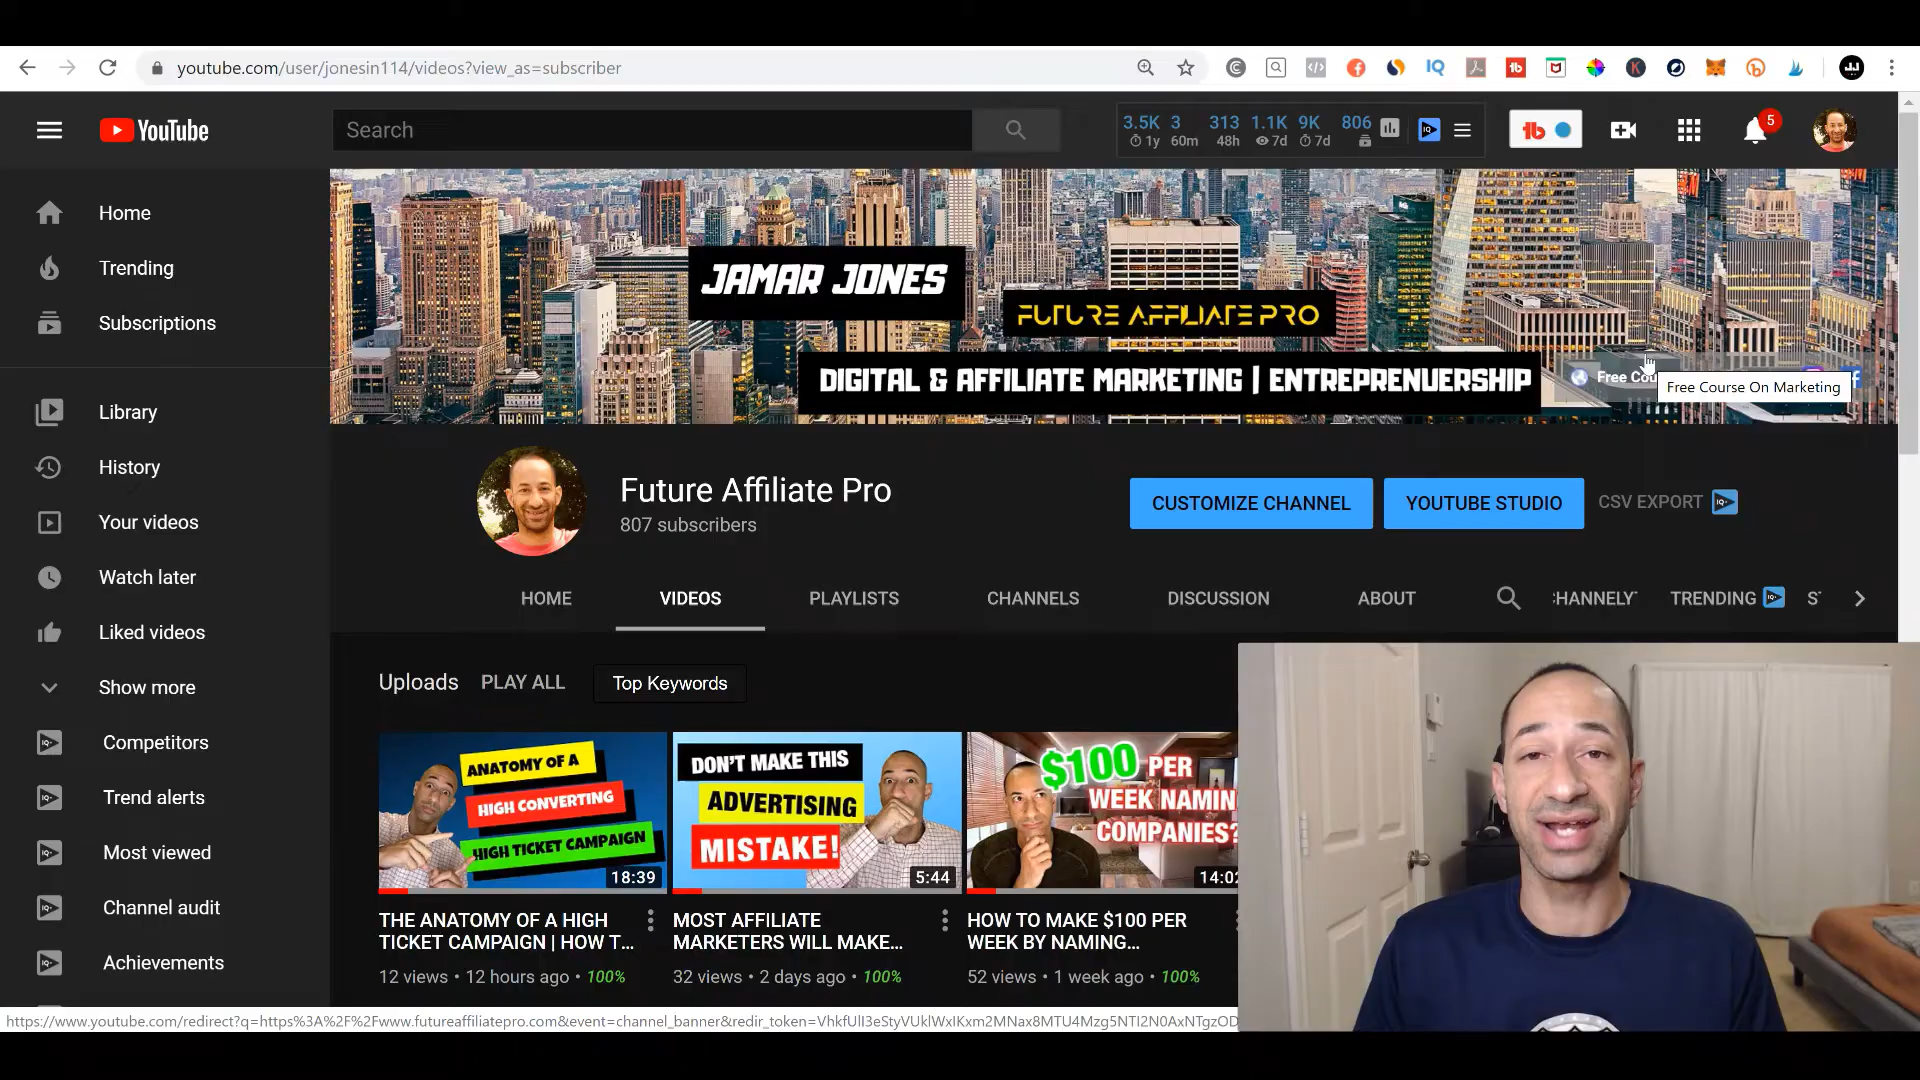 youtube.com/user/jonesin114/videos?view_as=subscriber
YouTube
Search
3.5K 3 313 1.1K 9K 806
1y 60m 48h 7d 7d
5
Home
Trending
Subscriptions
Library
History
Your videos
Watch later
Liked videos
Show more
Competitors
Trend alerts
Most viewed
Channel audit
Achievements
JAMAR JONES
FUTURE AFFILIATE PRO
DIGITAL & AFFILIATE MARKETING | ENTREPRENUERSHIP
Free Cou
Free Course On Marketing
Future Affiliate Pro
807 subscribers
CUSTOMIZE CHANNEL
YOUTUBE STUDIO
CSV EXPORT
HOME VIDEOS PLAYLISTS CHANNELS DISCUSSION ABOUT HANNELY TRENDING S
Uploads PLAY ALL Top Keywords
ANATOMY OF A
HIGH CONVERTING
HIGH TICKET CAMPAIGN
18:39
DON'T MAKE THIS
ADVERTISING
MISTAKE!
5:44
$100 PER
WEEK NAMIN
COMPANIES?
14:02
THE ANATOMY OF A HIGH
TICKET CAMPAIGN | HOW T...
12 views • 12 hours ago • 100%
MOST AFFILIATE
MARKETERS WILL MAKE...
32 views • 2 days ago • 100%
HOW TO MAKE $100 PER
WEEK BY NAMING...
52 views • 1 week ago • 100%